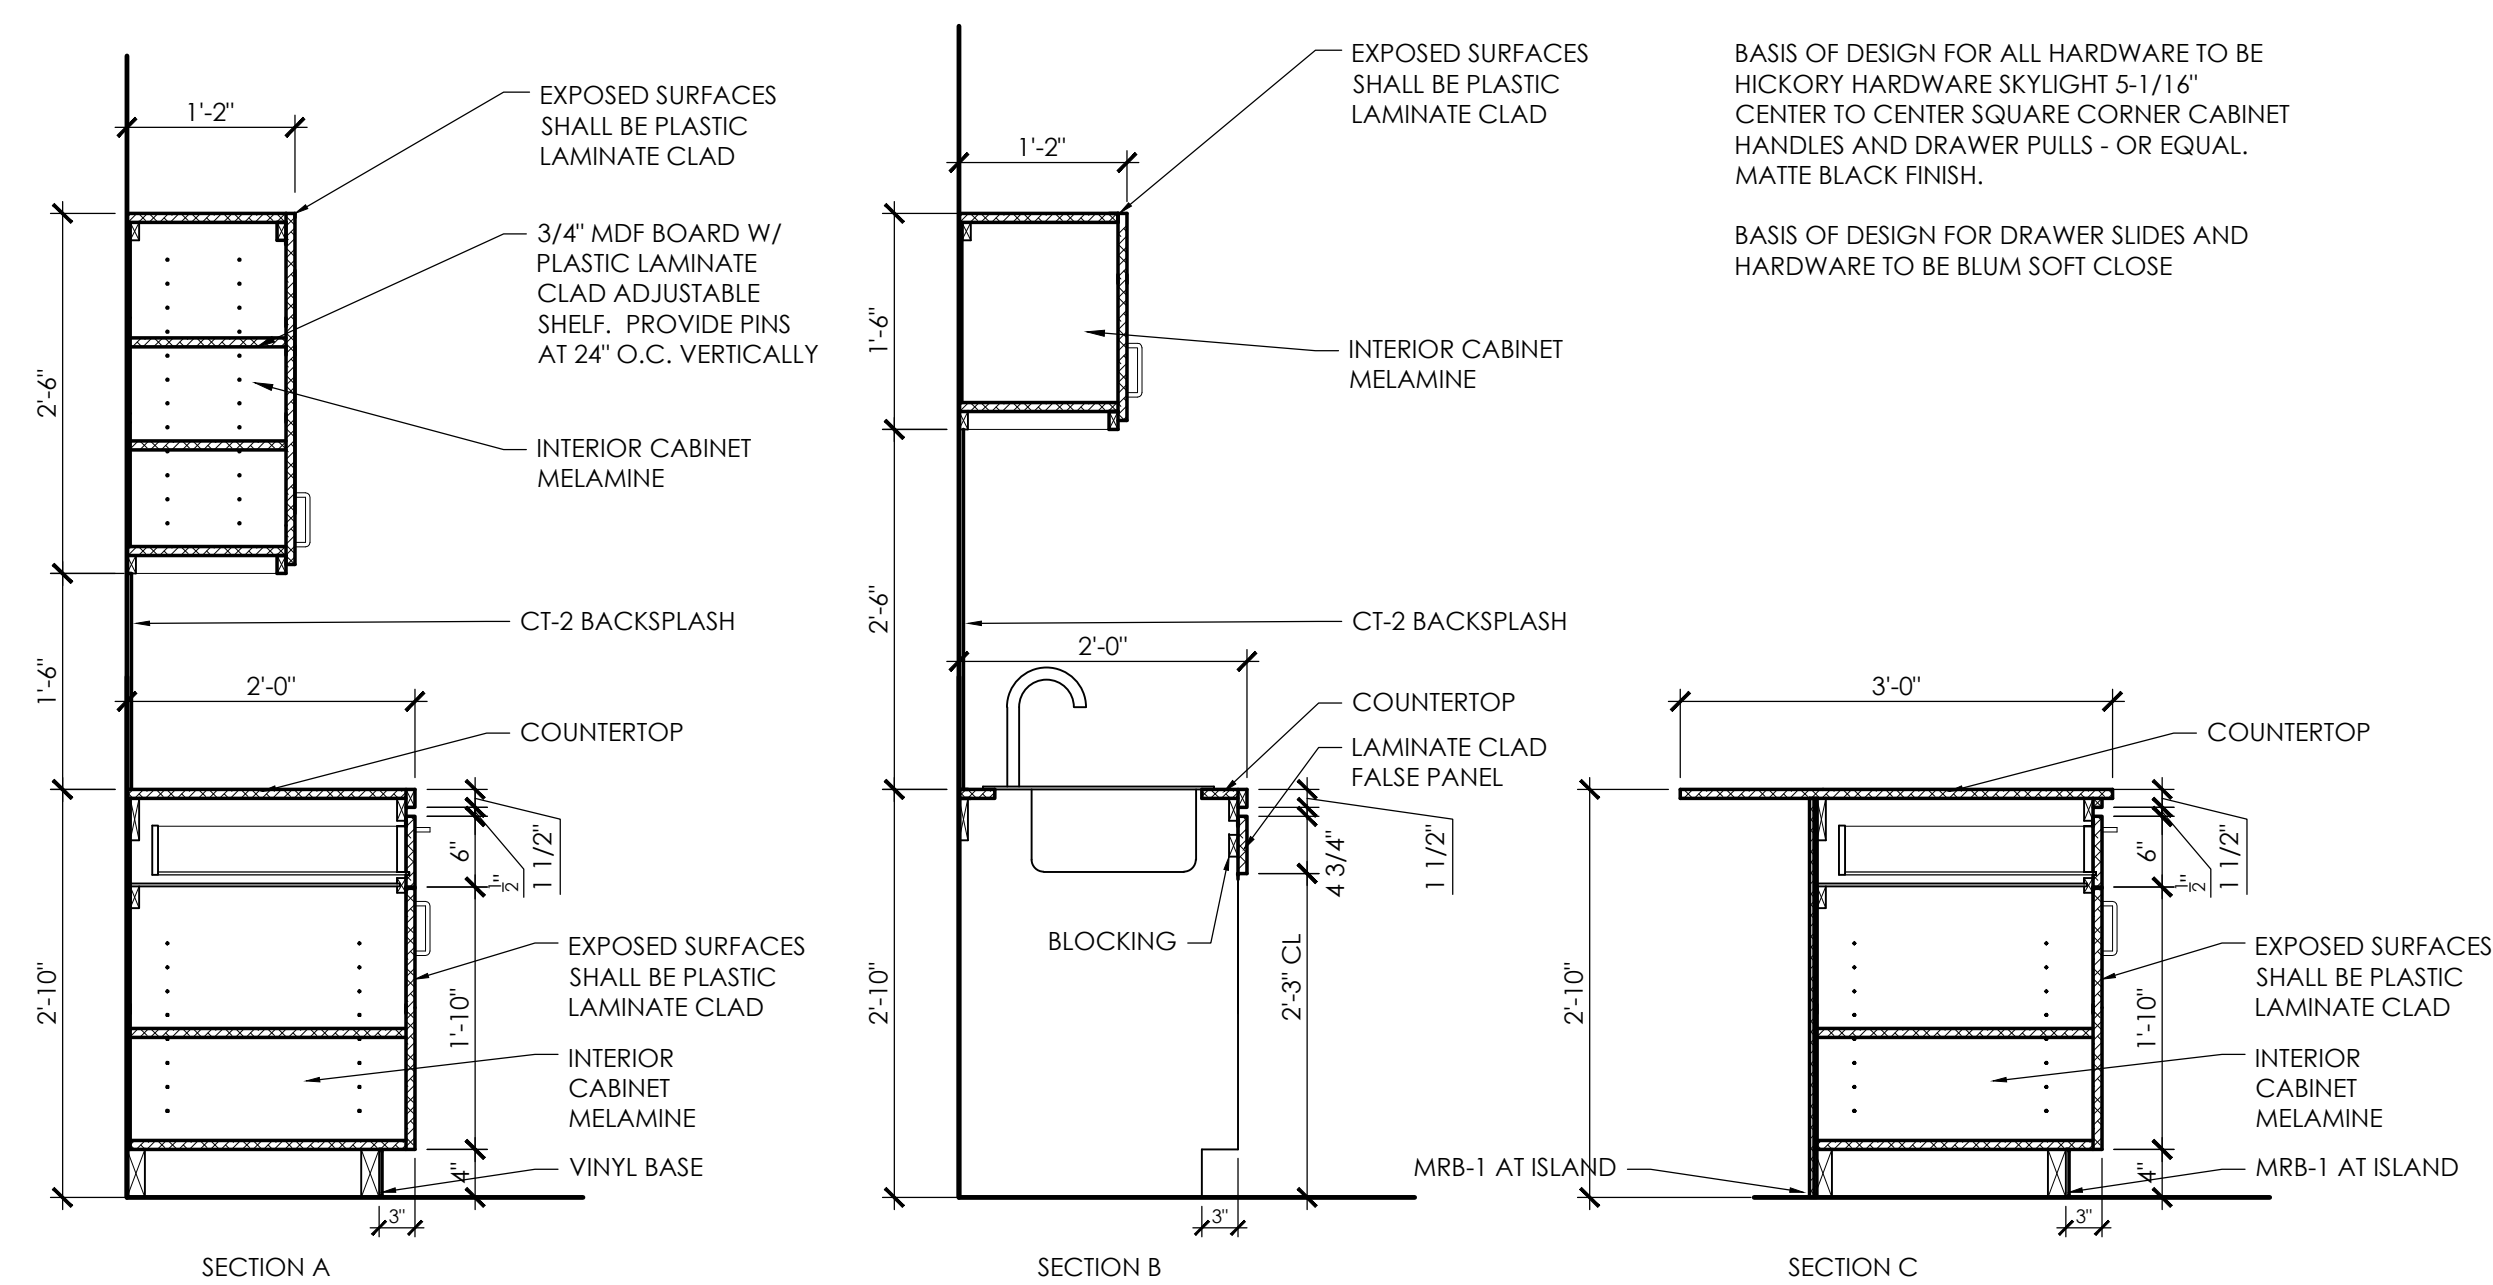 1'-2"
EXPOSED SURFACES
SHALL BE PLASTIC
LAMINATE CLAD
3/4" MDF BOARD W/
PLASTIC LAMINATE
CLAD ADJUSTABLE
SHELF.  PROVIDE PINS
AT 24" O.C. VERTICALLY
2'-6"
INTERIOR CABINET
MELAMINE
CT-2 BACKSPLASH
1'-6"
2'-0"
COUNTERTOP
6"
1/2"
1 1/2"
2'-10"
EXPOSED SURFACES
SHALL BE PLASTIC
LAMINATE CLAD
1'-10"
INTERIOR
CABINET
MELAMINE
VINYL BASE
4"
3"
SECTION A
EXPOSED SURFACES
SHALL BE PLASTIC
LAMINATE CLAD
1'-2"
1'-6"
INTERIOR CABINET
MELAMINE
2'-6"
CT-2 BACKSPLASH
2'-0"
COUNTERTOP
LAMINATE CLAD
FALSE PANEL
4 3/4"
1 1/2"
BLOCKING
2'-10"
2'-3" CL
3"
SECTION B
BASIS OF DESIGN FOR ALL HARDWARE TO BE
HICKORY HARDWARE SKYLIGHT 5-1/16"
CENTER TO CENTER SQUARE CORNER CABINET
HANDLES AND DRAWER PULLS - OR EQUAL.
MATTE BLACK FINISH.
BASIS OF DESIGN FOR DRAWER SLIDES AND
HARDWARE TO BE BLUM SOFT CLOSE
3'-0"
COUNTERTOP
6"
1/2"
1 1/2"
2'-10"
EXPOSED SURFACES
SHALL BE PLASTIC
LAMINATE CLAD
1'-10"
INTERIOR
CABINET
MELAMINE
MRB-1 AT ISLAND
4"
MRB-1 AT ISLAND
3"
SECTION C